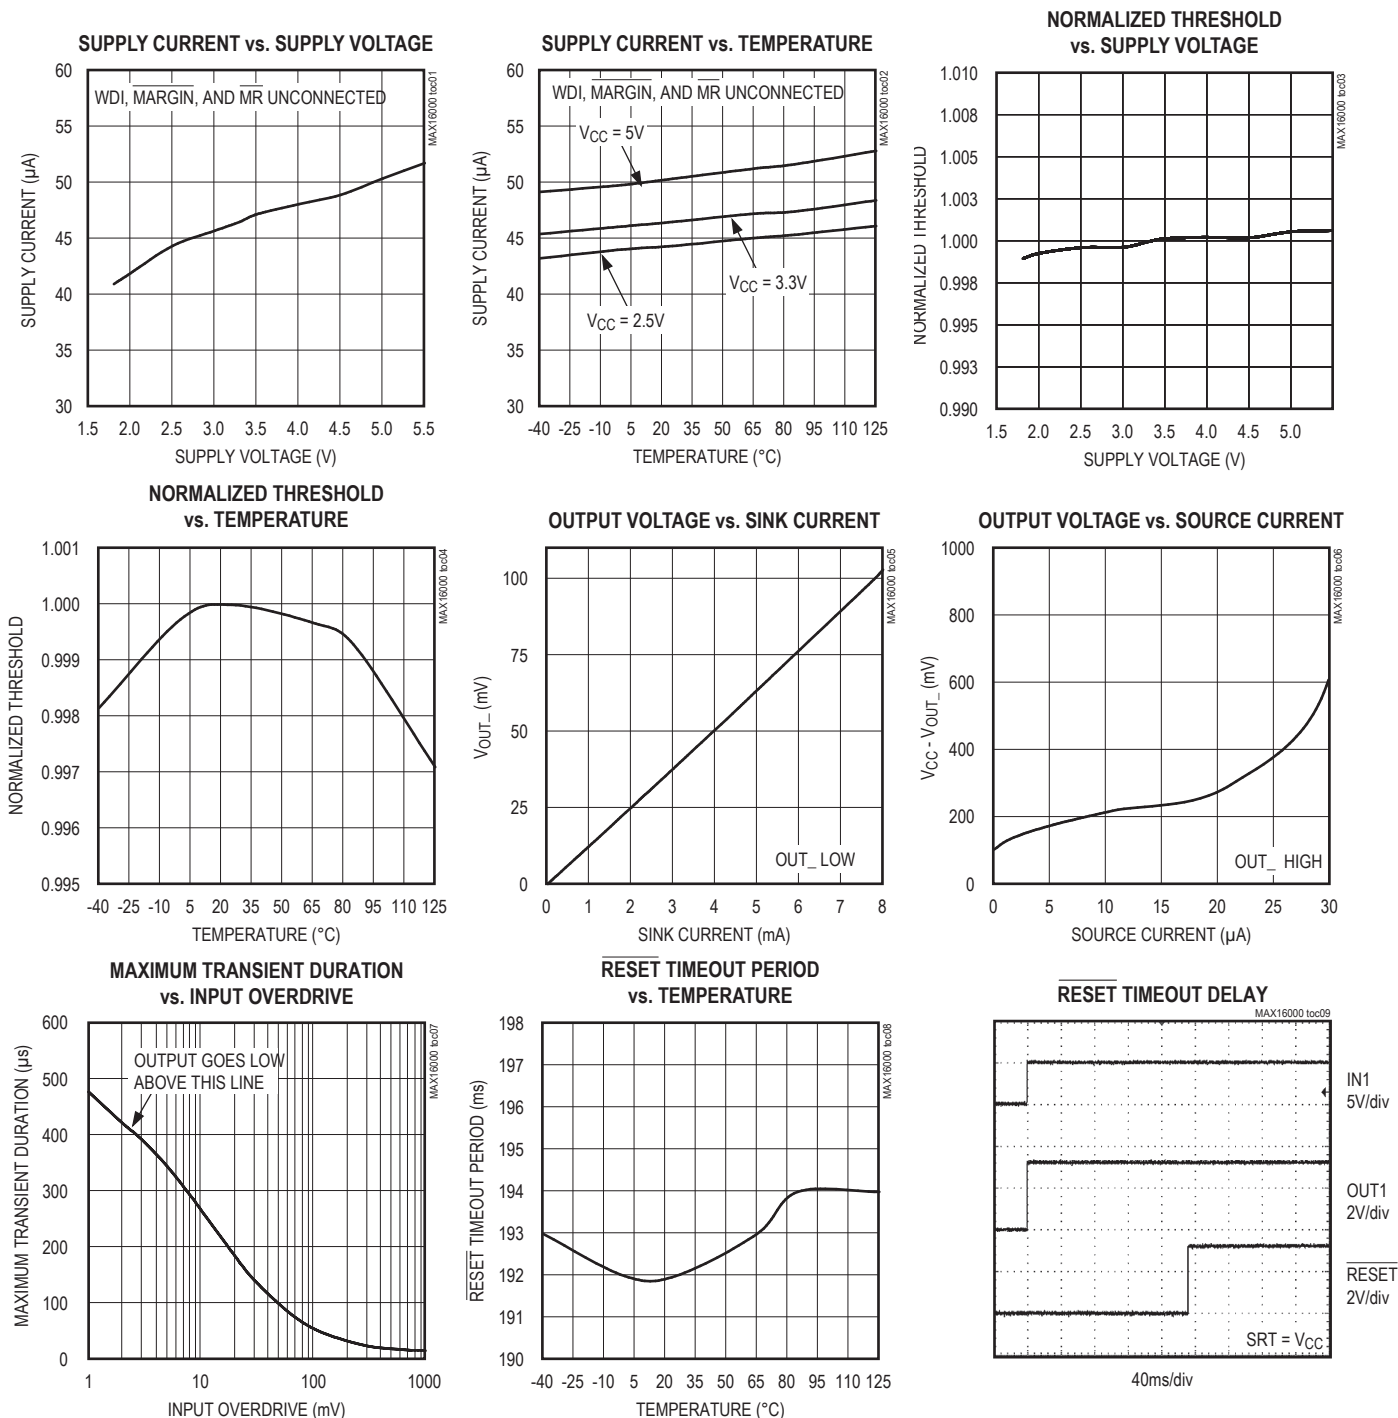 SUPPLY CURRENT vs. SUPPLY VOLTAGE
60
55
50
45
40
35
30
SUPPLY CURRENT (µA)
WDI, MARGIN, AND MR UNCONNECTED
MAX16000 toc01
1.5 2.0 2.5 3.0 3.5 4.0 4.5 5.0 5.5
SUPPLY VOLTAGE (V)
SUPPLY CURRENT vs. TEMPERATURE
60
55
50
45
40
35
30
SUPPLY CURRENT (µA)
WDI, MARGIN, AND MR UNCONNECTED
VCC = 5V
VCC = 3.3V
VCC = 2.5V
MAX16000 toc02
-40 -25 -10 5 20 35 50 65 80 95 110 125
TEMPERATURE (°C)
NORMALIZED THRESHOLD
vs. SUPPLY VOLTAGE
1.010
1.008
1.005
1.003
1.000
0.998
0.995
0.993
0.990
NORMALIZED THRESHOLD
MAX16000 toc03
1.5 2.0 2.5 3.0 3.5 4.0 4.5 5.0
SUPPLY VOLTAGE (V)
NORMALIZED THRESHOLD
vs. TEMPERATURE
1.001
1.000
0.999
0.998
0.997
0.996
0.995
NORMALIZED THRESHOLD
MAX16000 toc04
-40 -25 -10 5 20 35 50 65 80 95 110 125
TEMPERATURE (°C)
OUTPUT VOLTAGE vs. SINK CURRENT
100
75
50
25
0
VOUT_ (mV)
OUT_ LOW
MAX16000 toc05
0 1 2 3 4 5 6 7 8
SINK CURRENT (mA)
OUTPUT VOLTAGE vs. SOURCE CURRENT
1000
800
600
400
200
0
VCC - VOUT_ (mV)
OUT_ HIGH
MAX16000 toc06
0 5 10 15 20 25 30
SOURCE CURRENT (µA)
MAXIMUM TRANSIENT DURATION
vs. INPUT OVERDRIVE
600
500
400
300
200
100
0
MAXIMUM TRANSIENT DURATION (µs)
OUTPUT GOES LOW
ABOVE THIS LINE
MAX16000 toc07
1 10 100 1000
INPUT OVERDRIVE (mV)
RESET TIMEOUT PERIOD
vs. TEMPERATURE
198
197
196
195
194
193
192
191
190
RESET TIMEOUT PERIOD (ms)
MAX16000 toc08
-40 -25 -10 5 20 35 50 65 80 95 110 125
TEMPERATURE (°C)
RESET TIMEOUT DELAY
MAX16000 toc09
IN1
5V/div
OUT1
2V/div
RESET
2V/div
SRT = VCC
40ms/div